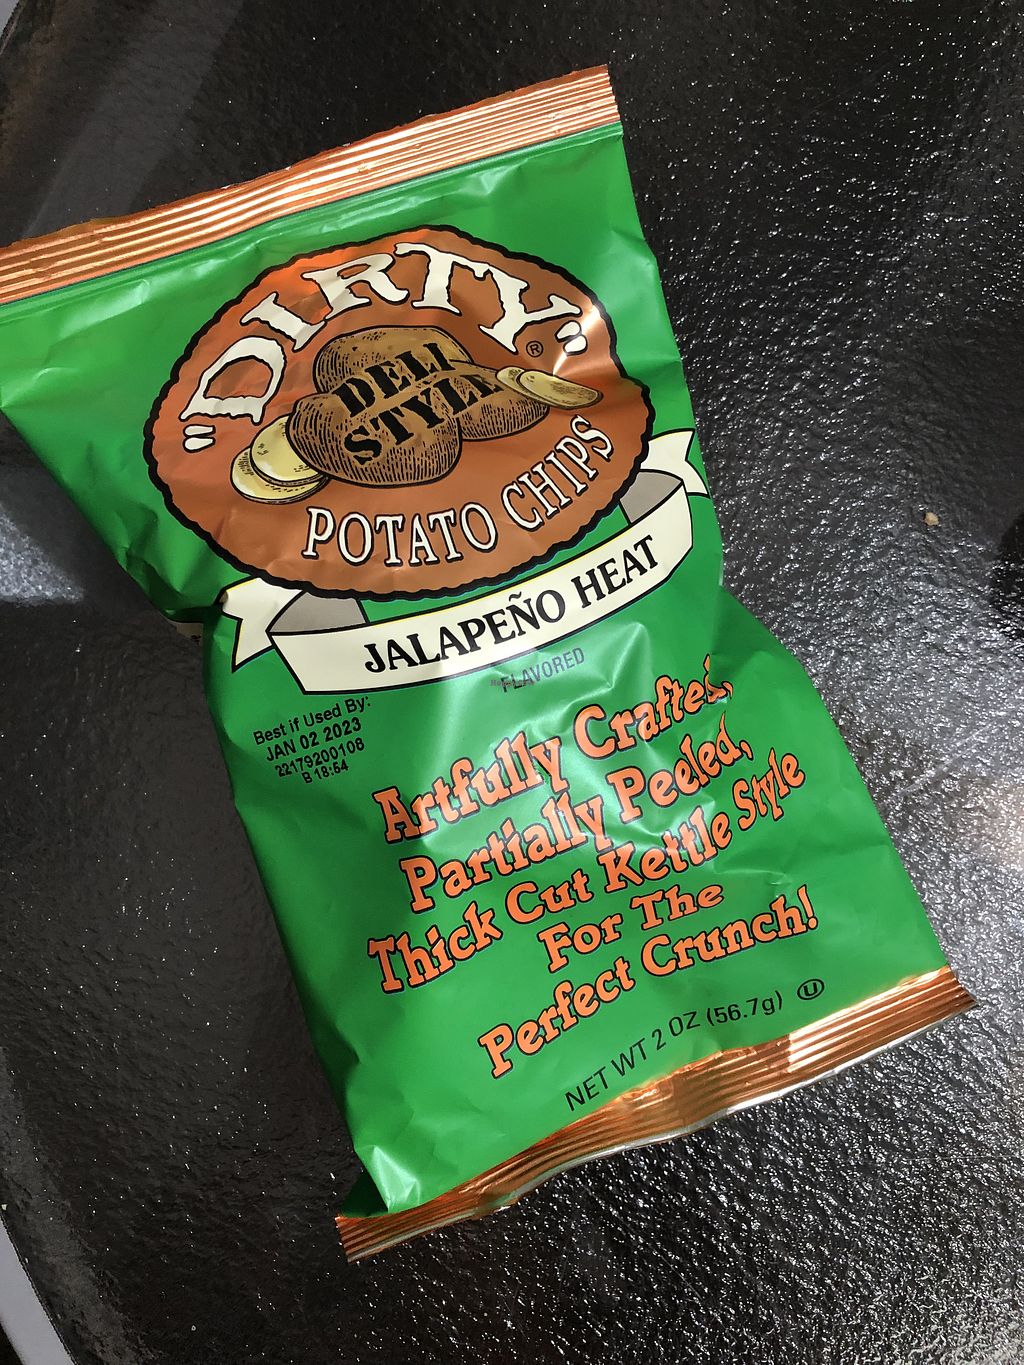 "DIRTY"®
DELI
STYLE
POTATO CHIPS
JALAPEÑO HEAT
FLAVORED
Best if Used By:
JAN 02 2023
22179200108
B 18:54
Artfully Crafted,
Partially Peeled,
Thick Cut Kettle Style
For The
Perfect Crunch!
NET WT 2 OZ (56.7g) U